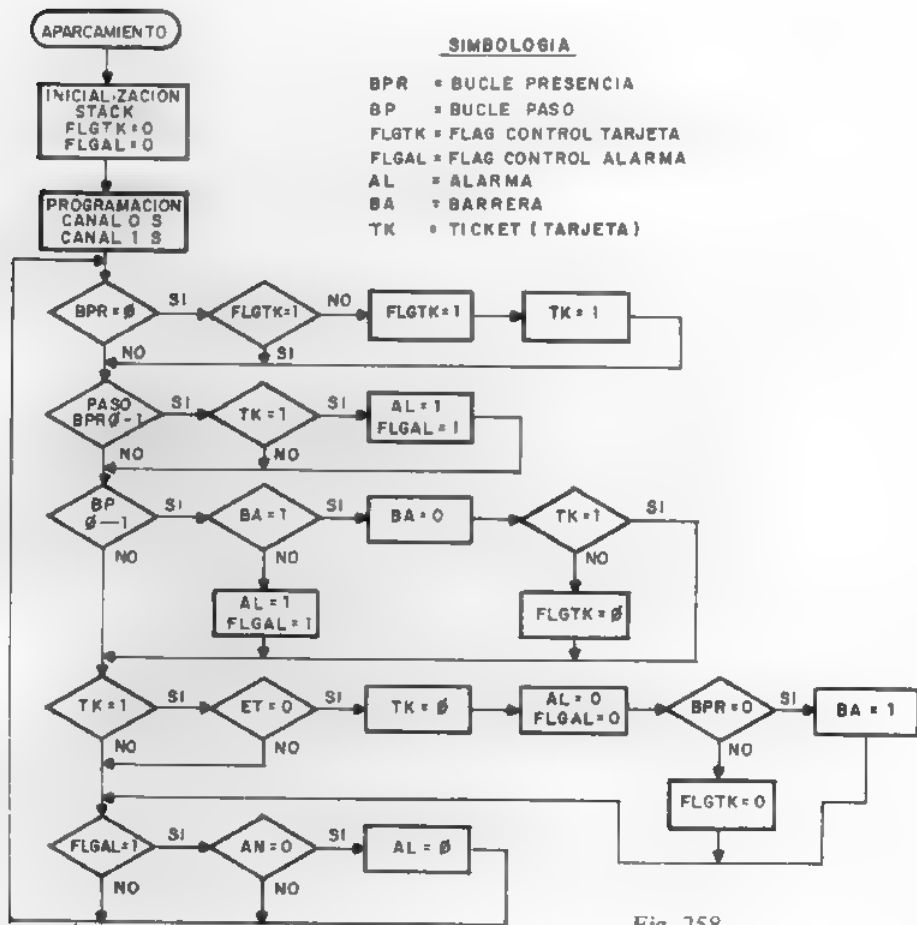 APARCAMIENTO
INICIALIZACIÓN
STACK
FLGTK=0
FLGAL=0
PROGRAMACIÓN
CANAL 0 S
CANAL 1 S
SIMBOLOGIA
BPR = BUCLE PRESENCIA
BP = BUCLE PASO
FLGTK = FLAG CONTROL TARJETA
FLGAL = FLAG CONTROL ALARMA
AL = ALARMA
BA = BARRERA
TK = TICKET (TARJETA)
BPR=Ø
SI
FLGTK=1
NO
FLGTK=1
TK=1
NO
SI
PASO
BPRØ-1
SI
TK=1
SI
AL=1
FLGAL=1
NO
NO
BP
Ø—1
SI
BA=1
SI
BA=0
TK=1
SI
NO
NO
NO
AL=1
FLGAL=1
FLGTK=Ø
TK=1
SI
ET=0
SI
TK=Ø
AL=0
FLGAL=0
BPR=0
SI
BA=1
NO
NO
NO
FLGTK=0
FLGAL=1
SI
AN=0
SI
AL=Ø
NO
NO
Fig. 258